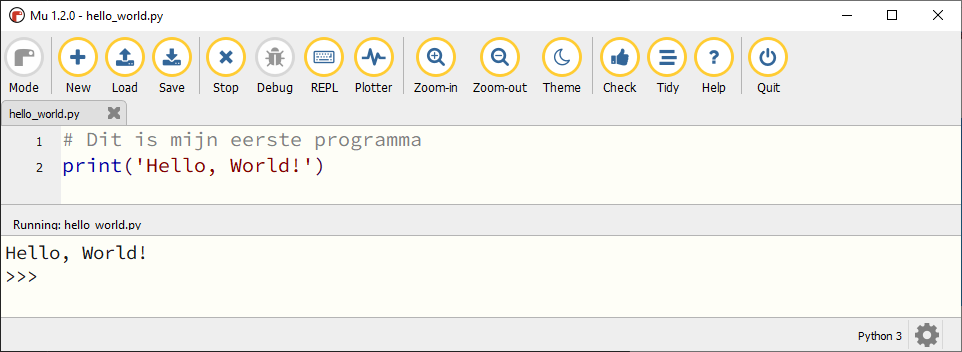 Mu 1.2.0 - hello_world.py
Mode New Load Save Stop Debug REPL Plotter Zoom-in Zoom-out Theme Check Tidy Help Quit
hello_world.py
1 # Dit is mijn eerste programma
2 print('Hello, World!')
Running: hello_world.py
Hello, World!
>>>
Python 3